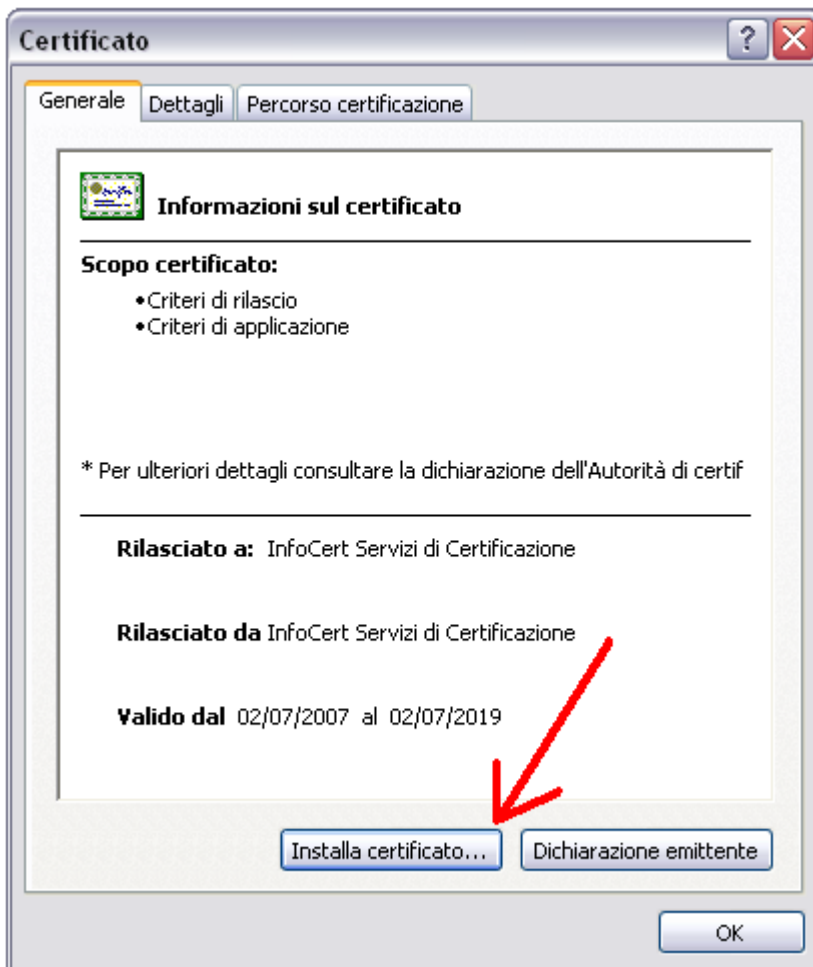 Certificato
Generale Dettagli Percorso certificazione
Informazioni sul certificato
Scopo certificato:
•Criteri di rilascio
•Criteri di applicazione
* Per ulteriori dettagli consultare la dichiarazione dell'Autorità di certif
Rilasciato a: InfoCert Servizi di Certificazione
Rilasciato da InfoCert Servizi di Certificazione
Valido dal 02/07/2007 al 02/07/2019
Installa certificato... Dichiarazione emittente
OK